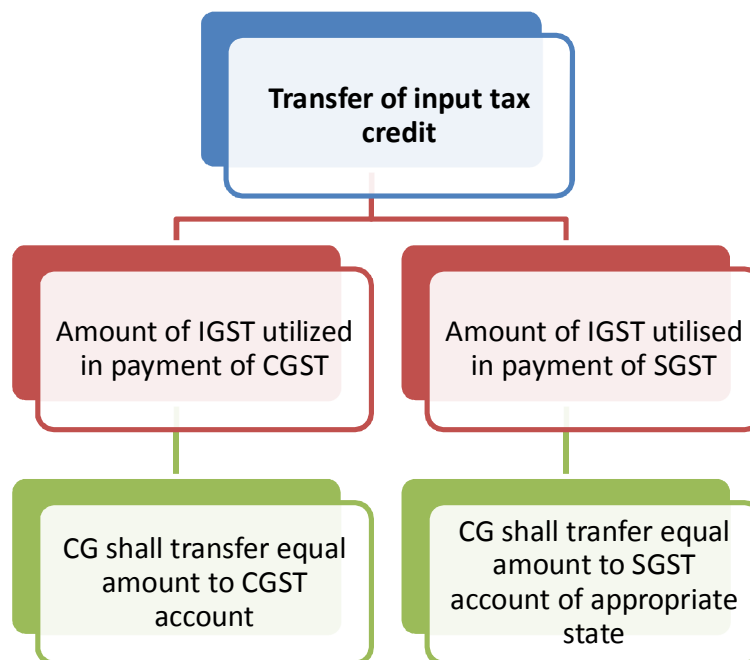 Transfer of input tax
credit
Amount of IGST utilized
in payment of CGST
Amount of IGST utilised
in payment of SGST
CG shall transfer equal
amount to CGST
account
CG shall tranfer equal
amount to SGST
account of appropriate
state